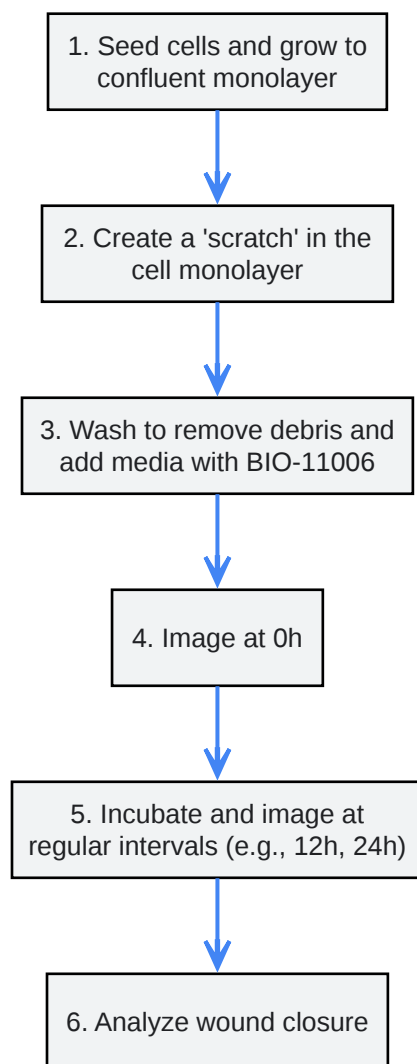 1. Seed cells and grow to
confluent monolayer
2. Create a 'scratch' in the
cell monolayer
3. Wash to remove debris and
add media with BIO-11006
4. Image at 0h
5. Incubate and image at
regular intervals (e.g., 12h, 24h)
6. Analyze wound closure